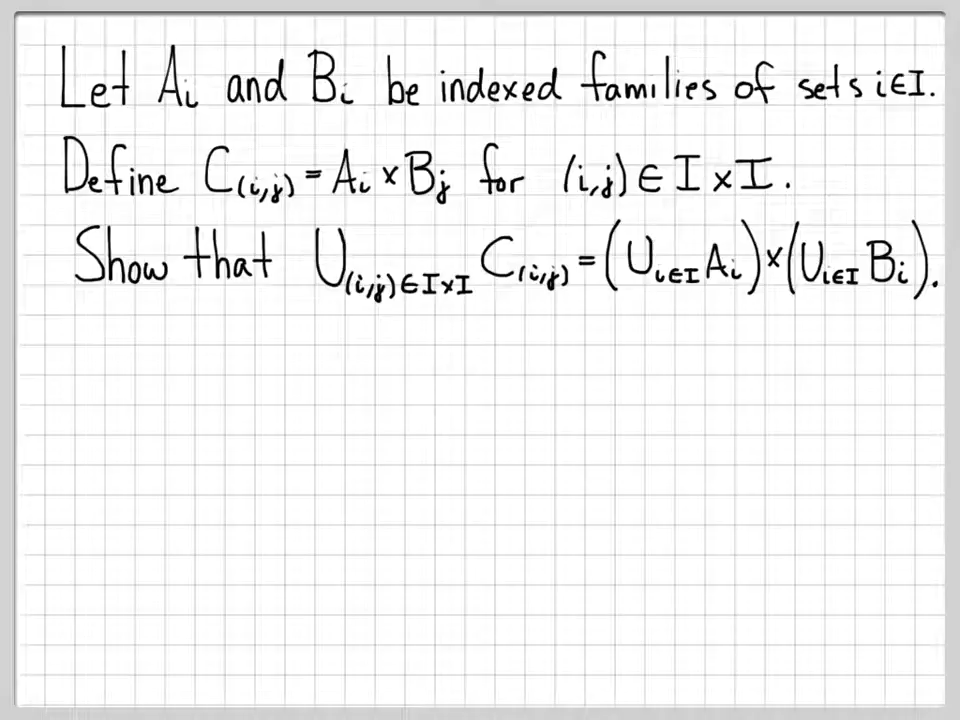 Let Aᵢ and Bᵢ be indexed families of sets i∈I.
Define C₍ᵢ,ⱼ₎ = Aᵢ × Bⱼ for (i,j) ∈ I × I.
Show that ∪₍ᵢ,ⱼ₎∈I×I C₍ᵢ,ⱼ₎ = (∪i∈I Aᵢ) × (∪i∈I Bᵢ).